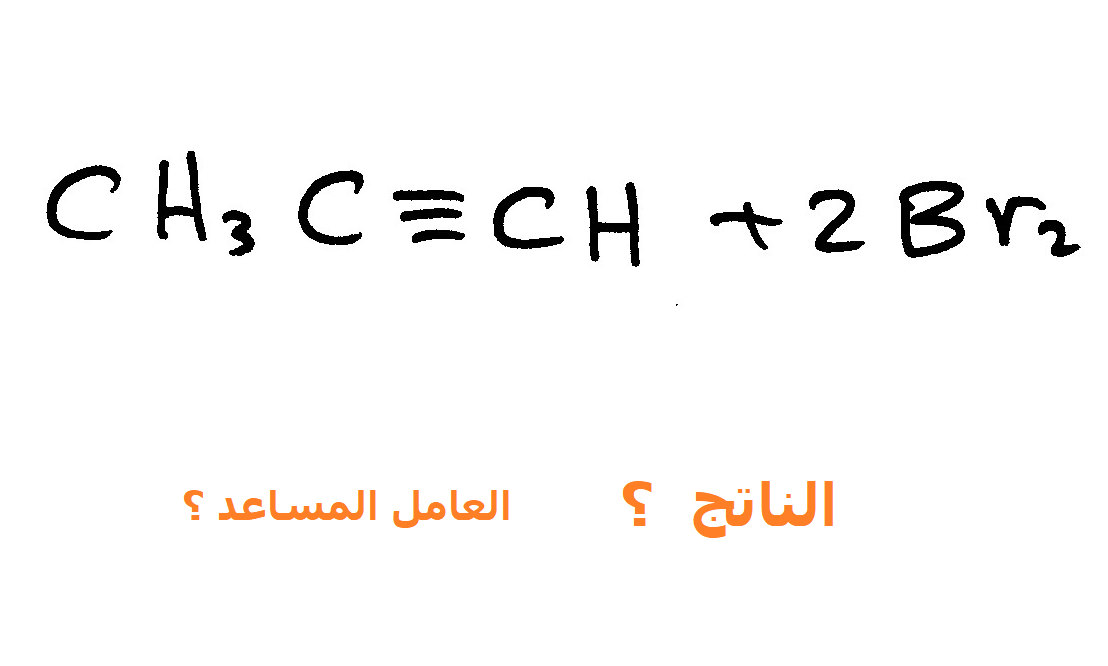 CH₃C≡CH + 2Br₂
الناتج ؟
العامل المساعد ؟